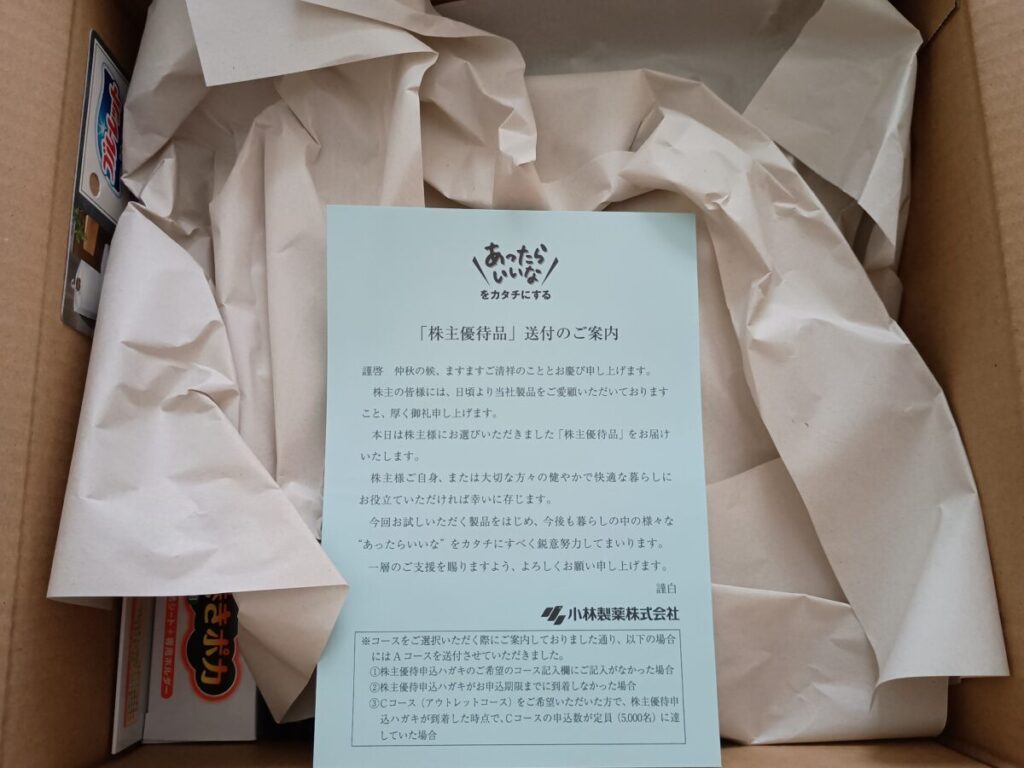 あったら
いいな
をカタチにする
「株主優待品」送付のご案内
謹啓 仲秋の候、ますますご清祥のこととお慶び申し上げます。
株主の皆様には、日頃より当社製品をご愛顧いただいております
こと、厚く御礼申し上げます。
本日は株主様にお選びいただきました「株主優待品」をお届け
いたします。
株主様ご自身、または大切な方々の健やかで快適な暮らしに
お役立ていただければ幸いに存じます。
今回お試しいただく製品をはじめ、今後も暮らしの中の様々な
“あったらいいな”をカタチにすべく鋭意努力してまいります。
一層のご支援を賜りますよう、よろしくお願い申し上げます。
謹白
小林製薬株式会社
※コースをご選択いただく際にご案内しておりました通り、以下の場合
にはAコースを送付させていただきました。
①株主優待申込ハガキのご希望のコース記入欄にご記入がなかった場合
②株主優待申込ハガキがお申込期限までに到着しなかった場合
③Cコース（アウトレットコース）をご希望いただいた方で、株主優待申
込ハガキが到着した時点で、Cコースの申込数が定員（5,000名）に達
していた場合
きポカ